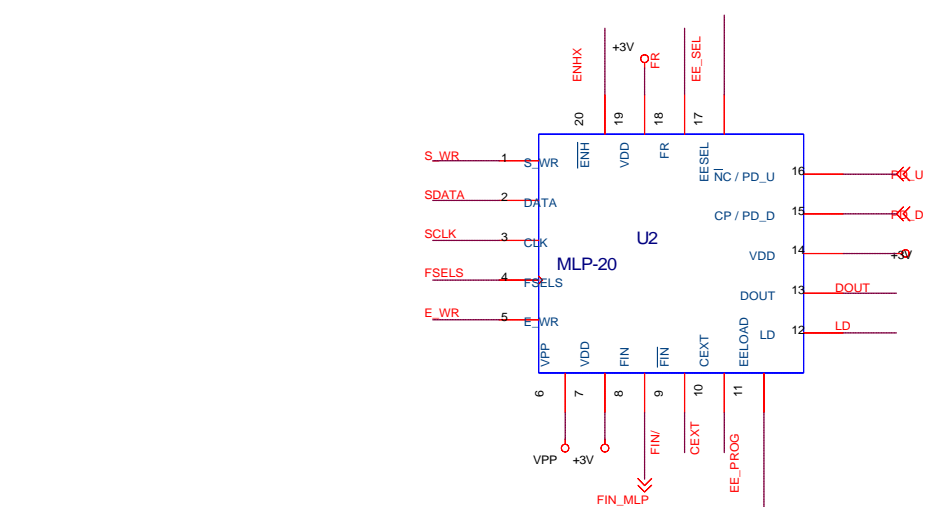 ENHX
+3V
FR
EE_SEL
20
19
18
17
ENH
VDD
FR
EESEL
S_WR 1 S_WR
SDATA 2 DATA
SCLK 3 CLK
FSELS 4 FSELS
E_WR 5 E_WR
NC / PD_U 16 PD_U
CP / PD_D 15 PD_D
VDD 14 +3V
DOUT 13 DOUT
LD 12 LD
U2
MLP-20
VPP
VDD
FIN
FIN
CEXT
EELOAD
6
7
8
9
10
11
VPP
+3V
FIN_MLP
FIN/
CEXT
EE_PROG